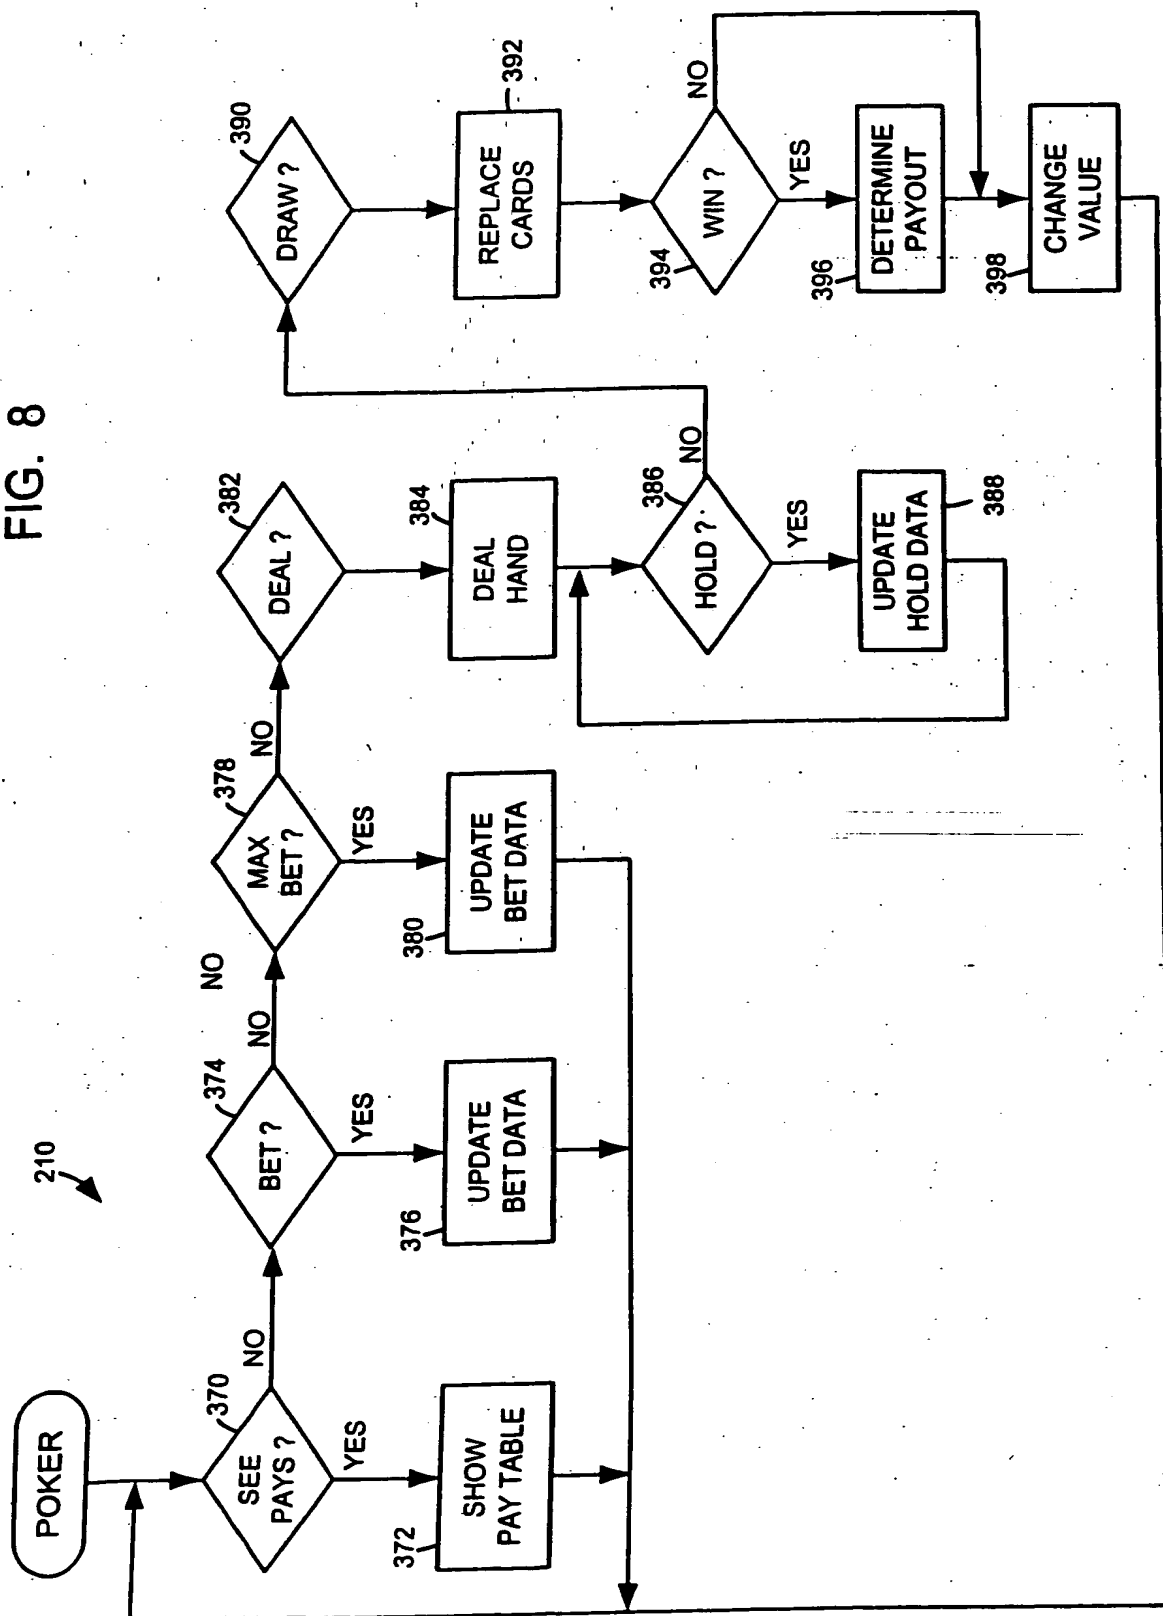 FIG. 8
210
POKER
370
SEE
PAYS ?
NO
YES
372
SHOW
PAY TABLE
374
BET ?
NO
NO
YES
376
UPDATE
BET DATA
378
MAX
BET ?
NO
YES
380
UPDATE
BET DATA
382
DEAL ?
384
DEAL
HAND
386
HOLD ?
NO
YES
388
UPDATE
HOLD DATA
390
DRAW ?
392
REPLACE
CARDS
394
WIN ?
NO
YES
396
DETERMINE
PAYOUT
398
CHANGE
VALUE